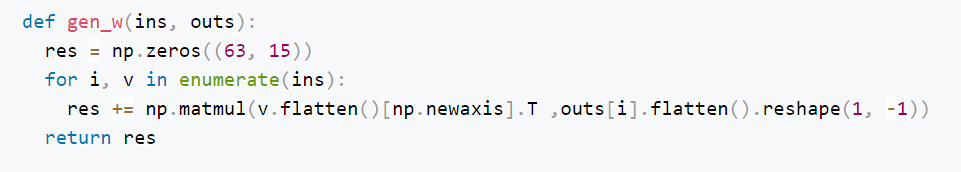 def gen_w(ins, outs):
  res = np.zeros((63, 15))
  for i, v in enumerate(ins):
    res += np.matmul(v.flatten()[np.newaxis].T ,outs[i].flatten().reshape(1, -1))
  return res